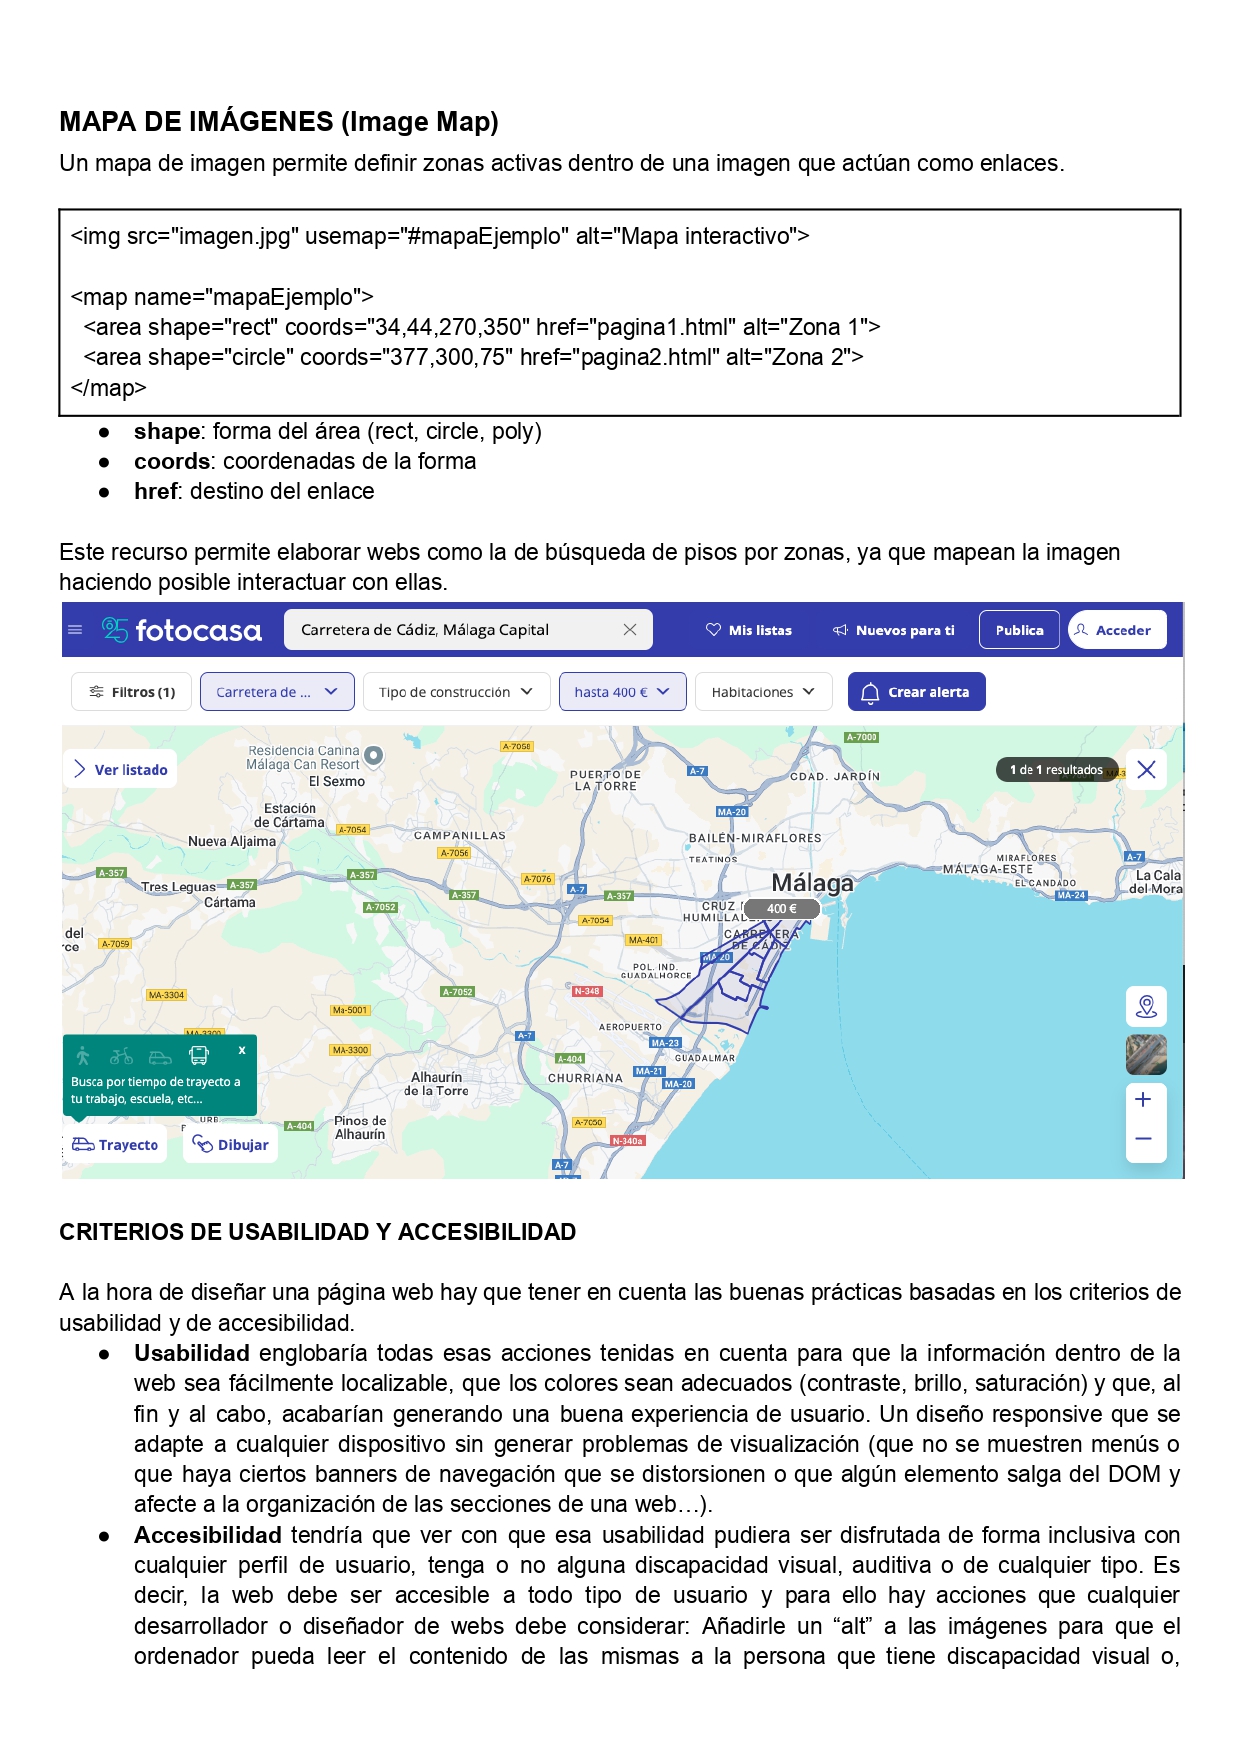 MAPA DE IMÁGENES (Image Map)
Un mapa de imagen permite definir zonas activas dentro de una imagen que actúan como enlaces.
<img src="imagen.jpg" usemap="#mapaEjemplo" alt="Mapa interactivo">
<map name="mapaEjemplo">
<area shape="rect" coords="34,44,270,350" href="pagina1.html" alt="Zona 1">
<area shape="circle" coords="377,300,75" href="pagina2.html" alt="Zona 2">
</map>
● shape: forma del área (rect, circle, poly)
● coords: coordenadas de la forma
● href: destino del enlace
Este recurso permite elaborar webs como la de búsqueda de pisos por zonas, ya que mapean la imagen
haciendo posible interactuar con ellas.
25 fotocasa Carretera de Cádiz, Málaga Capital Mis listas Nuevos para ti Publica Acceder
Filtros (1) Carretera de ... Tipo de construcción hasta 400 € Habitaciones Crear alerta
A-7058 A-7000
Residencia Canina
Málaga Can Resort
El Sexmo
Ver listado
PUERTO DE
LA TORRE
A-7
CDAD. JARDÍN
1 de 1 resultados
Estación
de Cártama
MA-20
A-7054
CAMPANILLAS
BAILÉN-MIRAFLORES
Nueva Aljaima
A-7056
TEATINOS
MIRAFLORES
A-7
MÁLAGA-ESTE
A-357
A-357
A-7076
Málaga
EL CANDADO
La Cala
del Mora
Tres Leguas
A-357
A-7
A-357
A-357
MA-24
Cártama
A-7052
CRUZ
HUMILLADE
400 €
A-7054
del
rce
A-7059
MA-401
CARRETERA
DE CÁDIZ
MA-20
POL. IND.
GUADALHORCE
MA-3304
A-7052
N-348
Ma-5001
AEROPUERTO
MA-3300
A-7
MA-23
MA-3300
A-404
GUADALMAR
x
Busca por tiempo de trayecto a
tu trabajo, escuela, etc...
Alhaurín
de la Torre
CHURRIANA
MA-21
MA-20
URB
A-404
Pinos de
Alhaurín
A-7050
N-340a
Trayecto
Dibujar
A-7
+
−
CRITERIOS DE USABILIDAD Y ACCESIBILIDAD
A la hora de diseñar una página web hay que tener en cuenta las buenas prácticas basadas en los criterios de
usabilidad y de accesibilidad.
● Usabilidad englobaría todas esas acciones tenidas en cuenta para que la información dentro de la
web sea fácilmente localizable, que los colores sean adecuados (contraste, brillo, saturación) y que, al
fin y al cabo, acabarían generando una buena experiencia de usuario. Un diseño responsive que se
adapte a cualquier dispositivo sin generar problemas de visualización (que no se muestren menús o
que haya ciertos banners de navegación que se distorsionen o que algún elemento salga del DOM y
afecte a la organización de las secciones de una web…).
● Accesibilidad tendría que ver con que esa usabilidad pudiera ser disfrutada de forma inclusiva con
cualquier perfil de usuario, tenga o no alguna discapacidad visual, auditiva o de cualquier tipo. Es
decir, la web debe ser accesible a todo tipo de usuario y para ello hay acciones que cualquier
desarrollador o diseñador de webs debe considerar: Añadirle un “alt” a las imágenes para que el
ordenador pueda leer el contenido de las mismas a la persona que tiene discapacidad visual o,